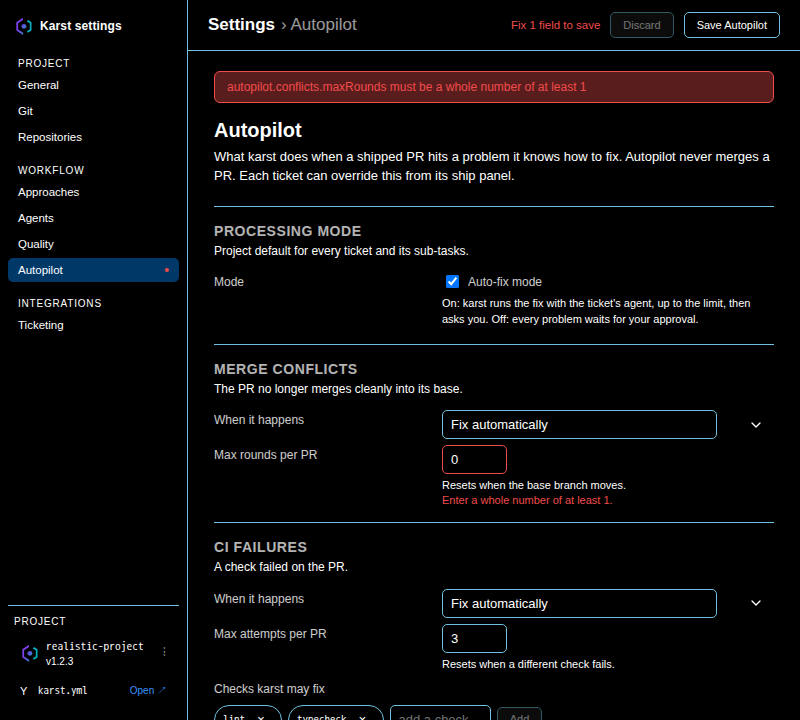 Karst settings
PROJECT
General
Git
Repositories
WORKFLOW
Approaches
Agents
Quality
Autopilot
INTEGRATIONS
Ticketing
PROJECT
realistic-project
v1.2.3
Y karst.yml Open ↗
Settings › Autopilot
Fix 1 field to save Discard Save Autopilot
autopilot.conflicts.maxRounds must be a whole number of at least 1
Autopilot
What karst does when a shipped PR hits a problem it knows how to fix. Autopilot never merges a
PR. Each ticket can override this from its ship panel.
PROCESSING MODE
Project default for every ticket and its sub-tasks.
Mode Auto-fix mode
On: karst runs the fix with the ticket's agent, up to the limit, then
asks you. Off: every problem waits for your approval.
MERGE CONFLICTS
The PR no longer merges cleanly into its base.
When it happens Fix automatically
Max rounds per PR 0
Resets when the base branch moves.
Enter a whole number of at least 1.
CI FAILURES
A check failed on the PR.
When it happens Fix automatically
Max attempts per PR 3
Resets when a different check fails.
Checks karst may fix
lint × typecheck × add a check Add